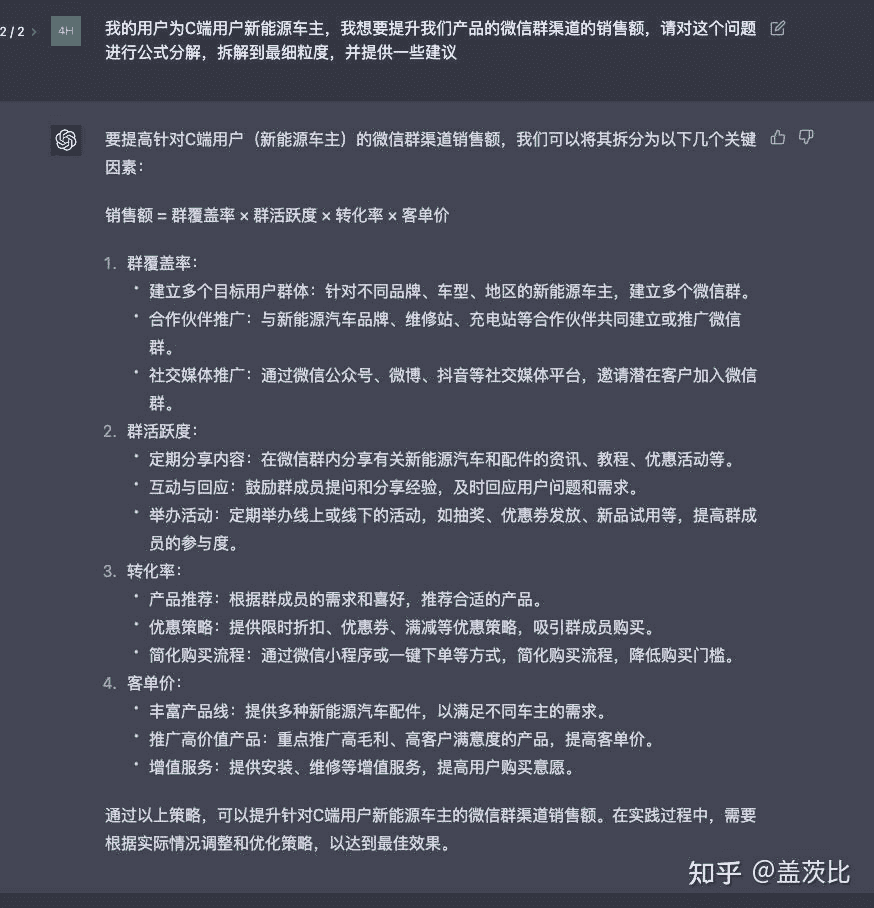 2 / 2
4H
我的用户为C端用户新能源车主，我想要提升我们产品的微信群渠道的销售额，请对这个问题
进行公式分解，拆解到最细粒度，并提供一些建议
要提高针对C端用户（新能源车主）的微信群渠道销售额，我们可以将其拆分为以下几个关键
因素：
销售额 = 群覆盖率 × 群活跃度 × 转化率 × 客单价
1. 群覆盖率：
• 建立多个目标用户群体：针对不同品牌、车型、地区的新能源车主，建立多个微信群。
• 合作伙伴推广：与新能源汽车品牌、维修站、充电站等合作伙伴共同建立或推广微信
群。
• 社交媒体推广：通过微信公众号、微博、抖音等社交媒体平台，邀请潜在客户加入微信
群。
2. 群活跃度：
• 定期分享内容：在微信群内分享有关新能源汽车和配件的资讯、教程、优惠活动等。
• 互动与回应：鼓励群成员提问和分享经验，及时回应用户问题和需求。
• 举办活动：定期举办线上或线下的活动，如抽奖、优惠券发放、新品试用等，提高群成
员的参与度。
3. 转化率：
• 产品推荐：根据群成员的需求和喜好，推荐合适的产品。
• 优惠策略：提供限时折扣、优惠券、满减等优惠策略，吸引群成员购买。
• 简化购买流程：通过微信小程序或一键下单等方式，简化购买流程，降低购买门槛。
4. 客单价：
• 丰富产品线：提供多种新能源汽车配件，以满足不同车主的需求。
• 推广高价值产品：重点推广高毛利、高客户满意度的产品，提高客单价。
• 增值服务：提供安装、维修等增值服务，提高用户购买意愿。
通过以上策略，可以提升针对C端用户新能源车主的微信群渠道销售额。在实践过程中，需要
根据实际情况调整和优化策略，以达到最佳效果。
知乎 @盖茨比